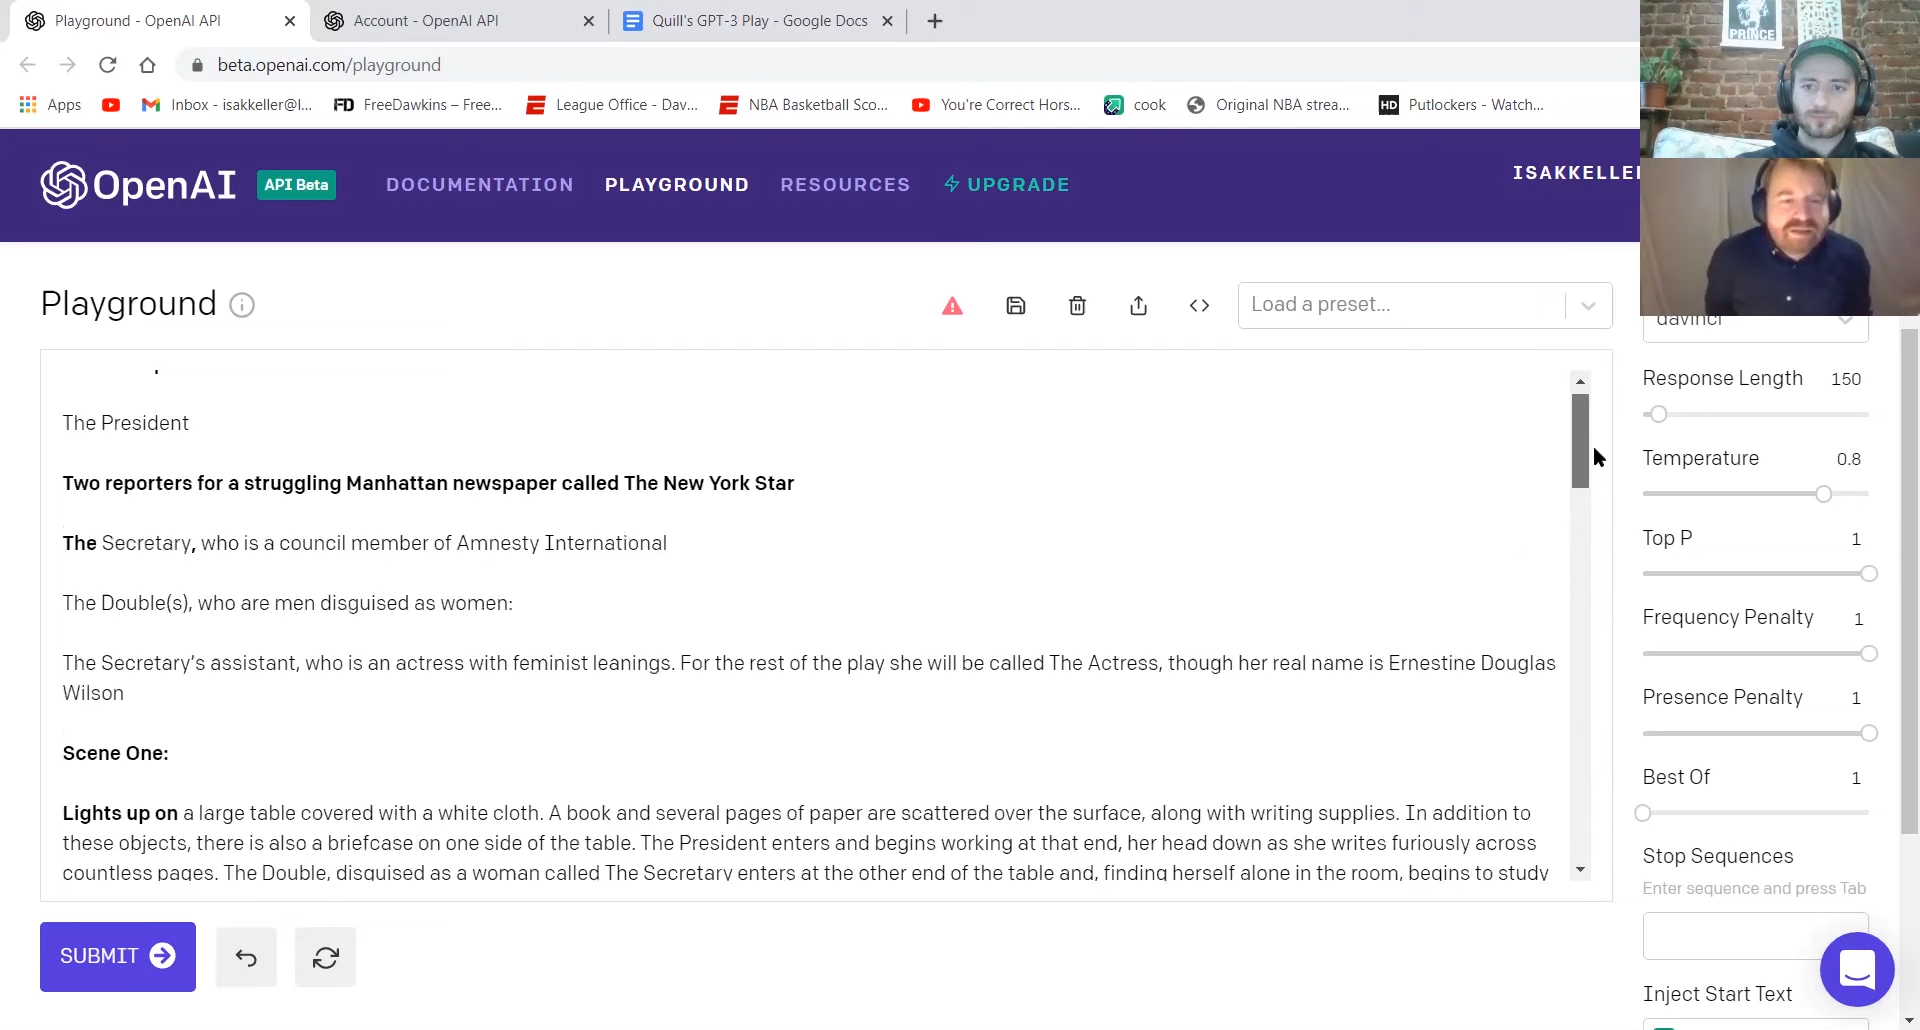 Playground - OpenAI API
Account - OpenAI API
Quill's GPT-3 Play - Google Docs
beta.openai.com/playground
Apps
Inbox - isakkeller@l...
FD FreeDawkins – Free...
League Office - Dav...
NBA Basketball Sco...
You're Correct Hors...
cook
Original NBA strea...
HD Putlockers - Watch...
PRINCE
OpenAI
API Beta
DOCUMENTATION
PLAYGROUND
RESOURCES
UPGRADE
ISAKKELLE
Playground
Load a preset...
davinci
The President
Two reporters for a struggling Manhattan newspaper called The New York Star
The Secretary, who is a council member of Amnesty International
The Double(s), who are men disguised as women:
The Secretary’s assistant, who is an actress with feminist leanings. For the rest of the play she will be called The Actress, though her real name is Ernestine Douglas
Wilson
Scene One:
Lights up on a large table covered with a white cloth. A book and several pages of paper are scattered over the surface, along with writing supplies. In addition to
these objects, there is also a briefcase on one side of the table. The President enters and begins working at that end, her head down as she writes furiously across
countless pages. The Double, disguised as a woman called The Secretary enters at the other end of the table and, finding herself alone in the room, begins to study
SUBMIT
Response Length 150
Temperature 0.8
Top P 1
Frequency Penalty 1
Presence Penalty 1
Best Of 1
Stop Sequences
Enter sequence and press Tab
Inject Start Text